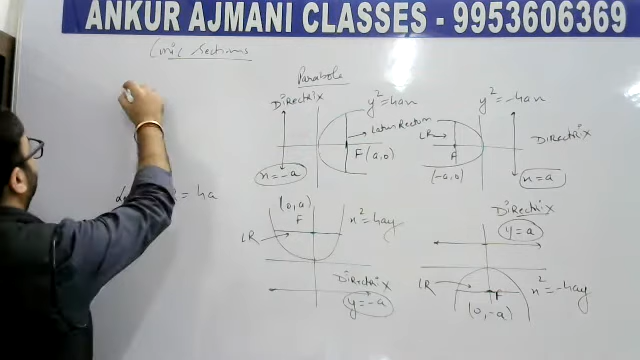 ANKUR AJMANI CLASSES - 9953606369
Conic Sections
Parabola
DIRECTRIX
y² = 4ax
Latus Rectum
F (a,0)
x = -a
y² = -4ax
LR
DIRECTRIX
F
(-a,0)
x = a
= 4a
(0,a)
F
x² = 4ay
LR
DIRECTRIX
y = -a
DIRECTRIX
y = a
LR
F
x² = -4ay
(0,-a)